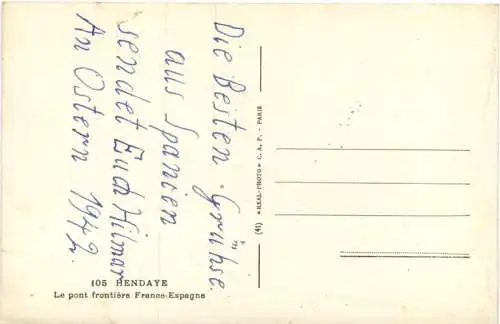 Die Besten Grühse
aus Spanien
sendet Euch Hilmar
An Ostern 1942.
105 HENDAYE
Le pont frontière France-Espagne
(41) «REAL-PHOTO» C. A. P. - PARIS